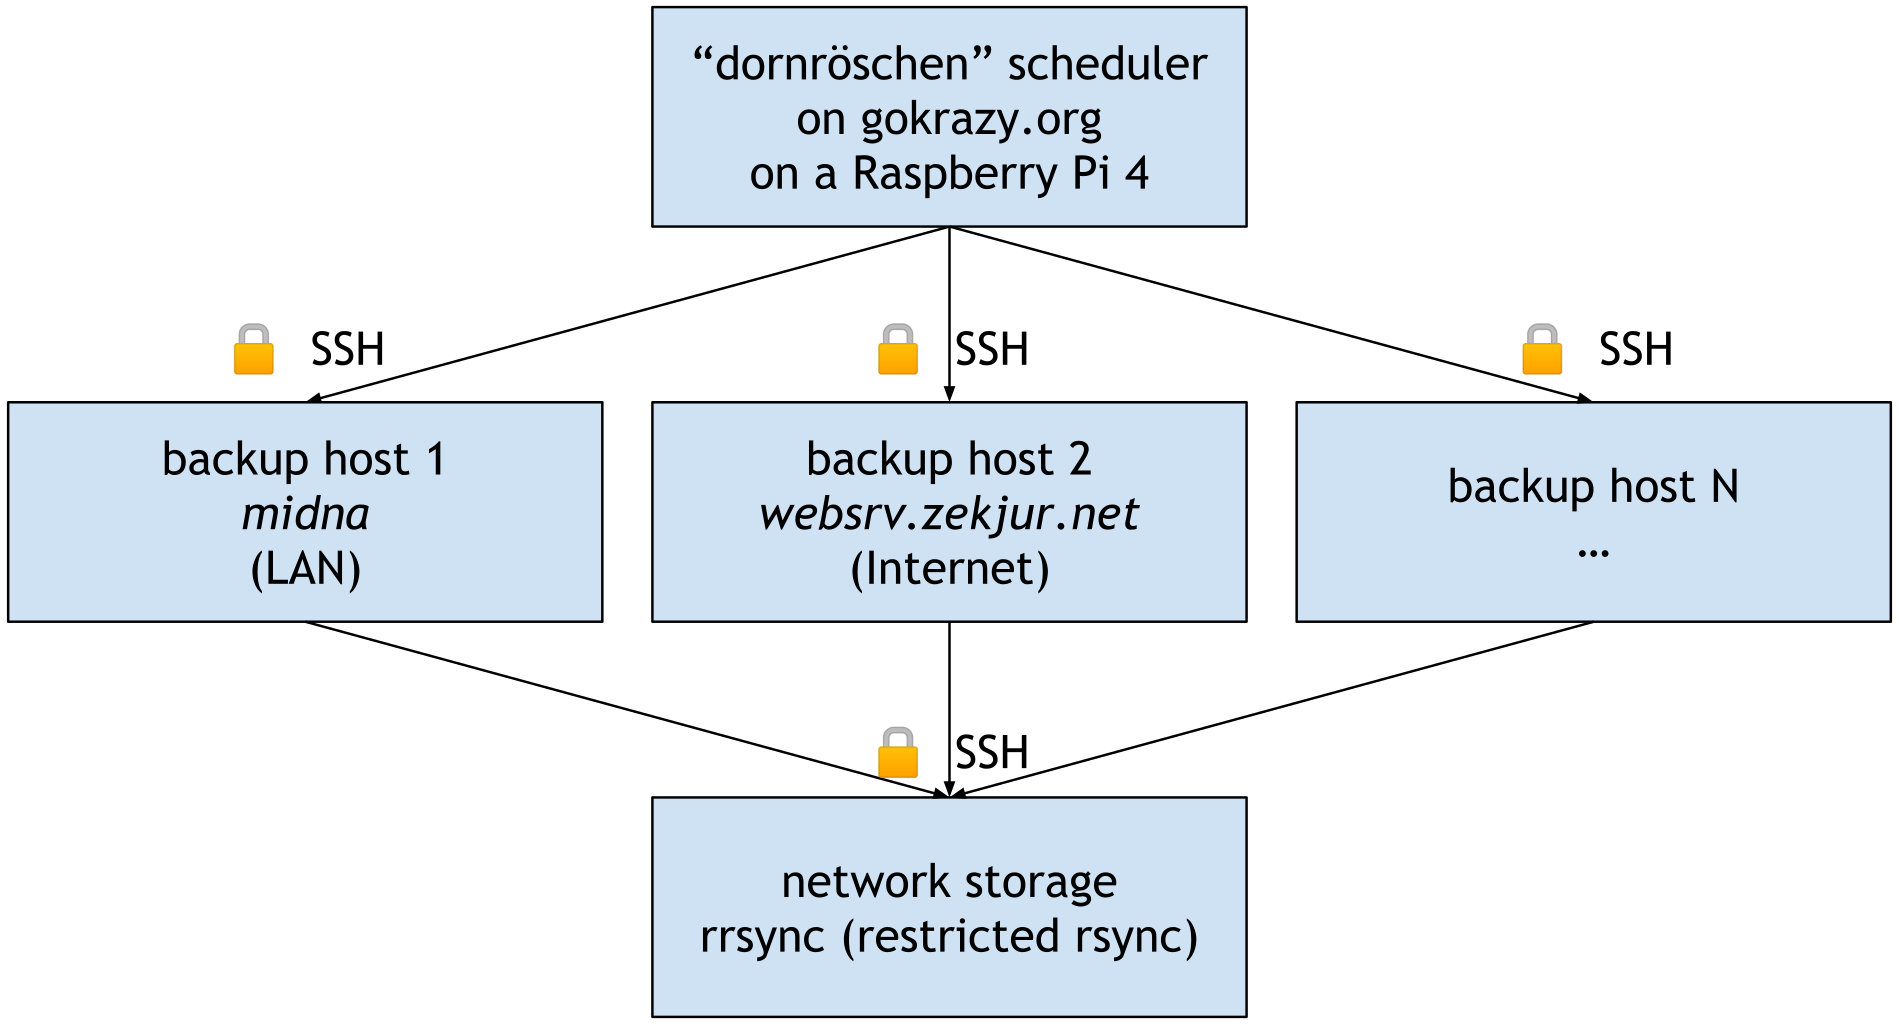 “dornröschen” scheduler
on gokrazy.org
on a Raspberry Pi 4
SSH
SSH
SSH
backup host 1
midna
(LAN)
backup host 2
websrv.zekjur.net
(Internet)
backup host N
…
SSH
network storage
rrsync (restricted rsync)